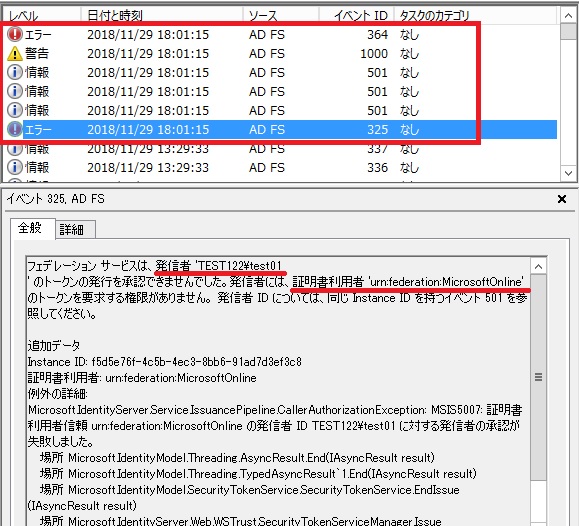 レベル 日付と時刻 ソース イベント ID タスクのカテゴリ
エラー 2018/11/29 18:01:15 AD FS 364 なし
警告 2018/11/29 18:01:15 AD FS 1000 なし
情報 2018/11/29 18:01:15 AD FS 501 なし
情報 2018/11/29 18:01:15 AD FS 501 なし
情報 2018/11/29 18:01:15 AD FS 501 なし
エラー 2018/11/29 18:01:15 AD FS 325 なし
情報 2018/11/29 13:29:33 AD FS 337 なし
情報 2018/11/29 13:29:33 AD FS 336 なし
イベント 325, AD FS
全般 詳細
フェデレーション サービスは、発信者 'TEST122¥test01
' のトークンの発行を承認できませんでした。発信者には、証明書利用者 'urn:federation:MicrosoftOnline'
のトークンを要求する権限がありません。発信者 ID については、同じ Instance ID を持つイベント 501 を参
照してください。
追加データ
Instance ID: f5d5e76f-4c5b-4ec3-8bb6-91ad7d3ef3c8
証明書利用者: urn:federation:MicrosoftOnline
例外の詳細:
Microsoft.IdentityServer.Service.IssuancePipeline.CallerAuthorizationException: MSIS5007: 証明書
利用者信頼 urn:federation:MicrosoftOnline の発信者 ID TEST122¥test01 に対する発信者の承認が
失敗しました。
場所 Microsoft.IdentityModel.Threading.AsyncResult.End(IAsyncResult result)
場所 Microsoft.IdentityModel.Threading.TypedAsyncResult`1.End(IAsyncResult result)
場所 Microsoft.IdentityModel.SecurityTokenService.SecurityTokenService.EndIssue
(IAsyncResult result)
場所 Microsoft.IdentityServer.Web.WSTrust.SecurityTokenServiceManager.Issue